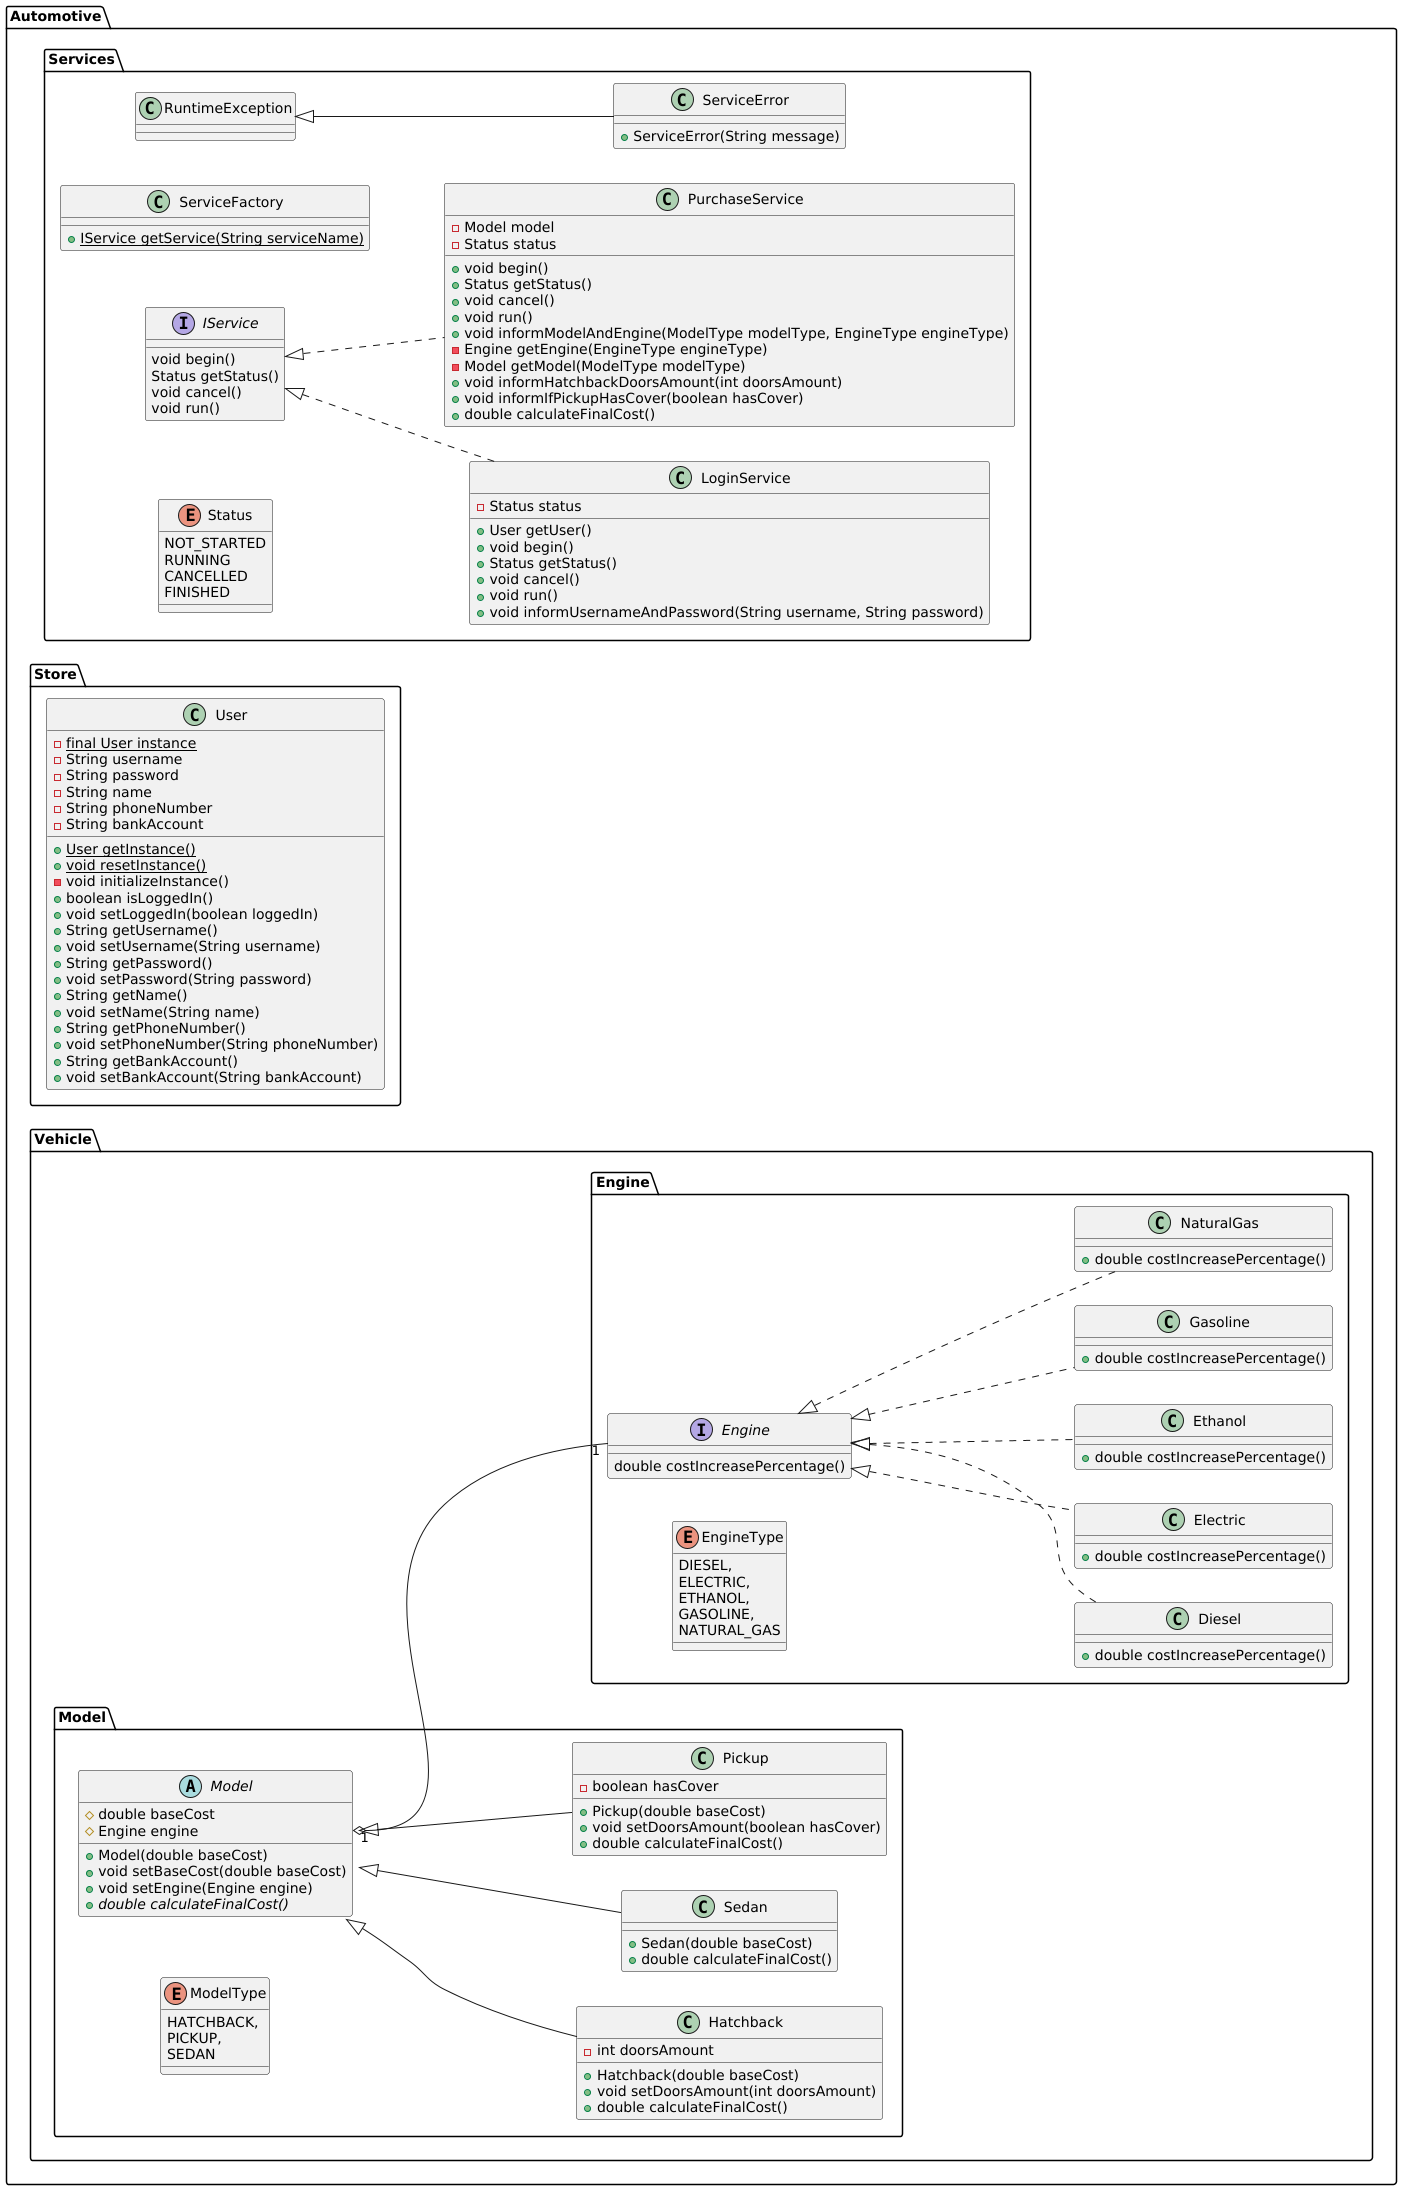 Automotive
Services
C RuntimeException
C ServiceError
ServiceError(String message)
C ServiceFactory
IService getService(String serviceName)
C PurchaseService
Model model
Status status
void begin()
Status getStatus()
void cancel()
void run()
void informModelAndEngine(ModelType modelType, EngineType engineType)
Engine getEngine(EngineType engineType)
Model getModel(ModelType modelType)
void informHatchbackDoorsAmount(int doorsAmount)
void informIfPickupHasCover(boolean hasCover)
double calculateFinalCost()
I IService
void begin()
Status getStatus()
void cancel()
void run()
C LoginService
Status status
User getUser()
void begin()
Status getStatus()
void cancel()
void run()
void informUsernameAndPassword(String username, String password)
E Status
NOT_STARTED
RUNNING
CANCELLED
FINISHED
Store
C User
final User instance
String username
String password
String name
String phoneNumber
String bankAccount
User getInstance()
void resetInstance()
void initializeInstance()
boolean isLoggedIn()
void setLoggedIn(boolean loggedIn)
String getUsername()
void setUsername(String username)
String getPassword()
void setPassword(String password)
String getName()
void setName(String name)
String getPhoneNumber()
void setPhoneNumber(String phoneNumber)
String getBankAccount()
void setBankAccount(String bankAccount)
Vehicle
Engine
C NaturalGas
double costIncreasePercentage()
C Gasoline
double costIncreasePercentage()
C Ethanol
double costIncreasePercentage()
C Electric
double costIncreasePercentage()
C Diesel
double costIncreasePercentage()
I Engine
double costIncreasePercentage()
1
E EngineType
DIESEL,
ELECTRIC,
ETHANOL,
GASOLINE,
NATURAL_GAS
Model
A Model
double baseCost
Engine engine
Model(double baseCost)
void setBaseCost(double baseCost)
void setEngine(Engine engine)
double calculateFinalCost()
1
C Pickup
boolean hasCover
Pickup(double baseCost)
void setDoorsAmount(boolean hasCover)
double calculateFinalCost()
C Sedan
Sedan(double baseCost)
double calculateFinalCost()
E ModelType
HATCHBACK,
PICKUP,
SEDAN
C Hatchback
int doorsAmount
Hatchback(double baseCost)
void setDoorsAmount(int doorsAmount)
double calculateFinalCost()